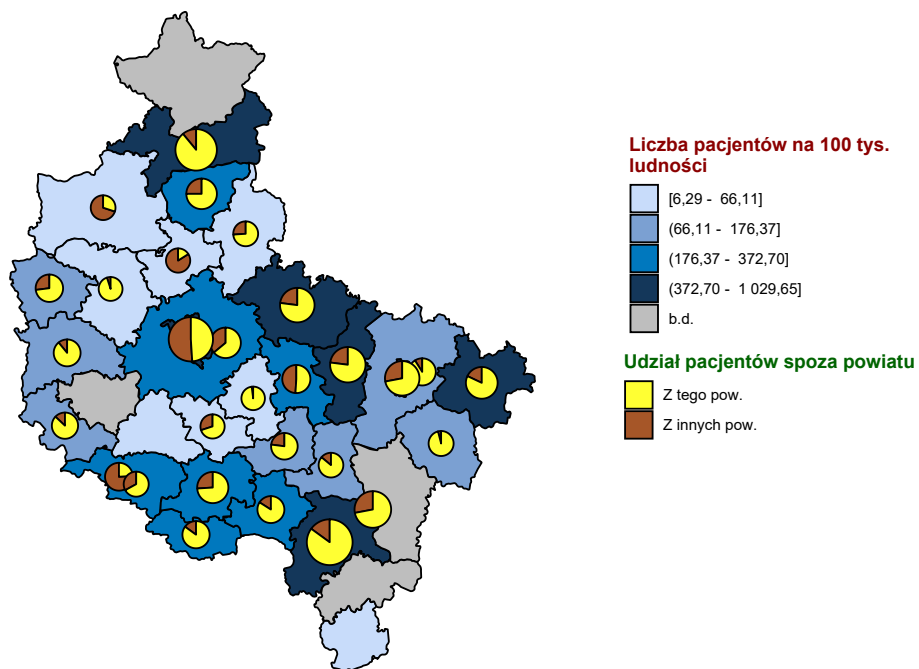 Liczba pacjentów na 100 tys.
ludności
[6,29 - 66,11]
(66,11 - 176,37]
(176,37 - 372,70]
(372,70 - 1 029,65]
b.d.
Udział pacjentów spoza powiatu
Z tego pow.
Z innych pow.